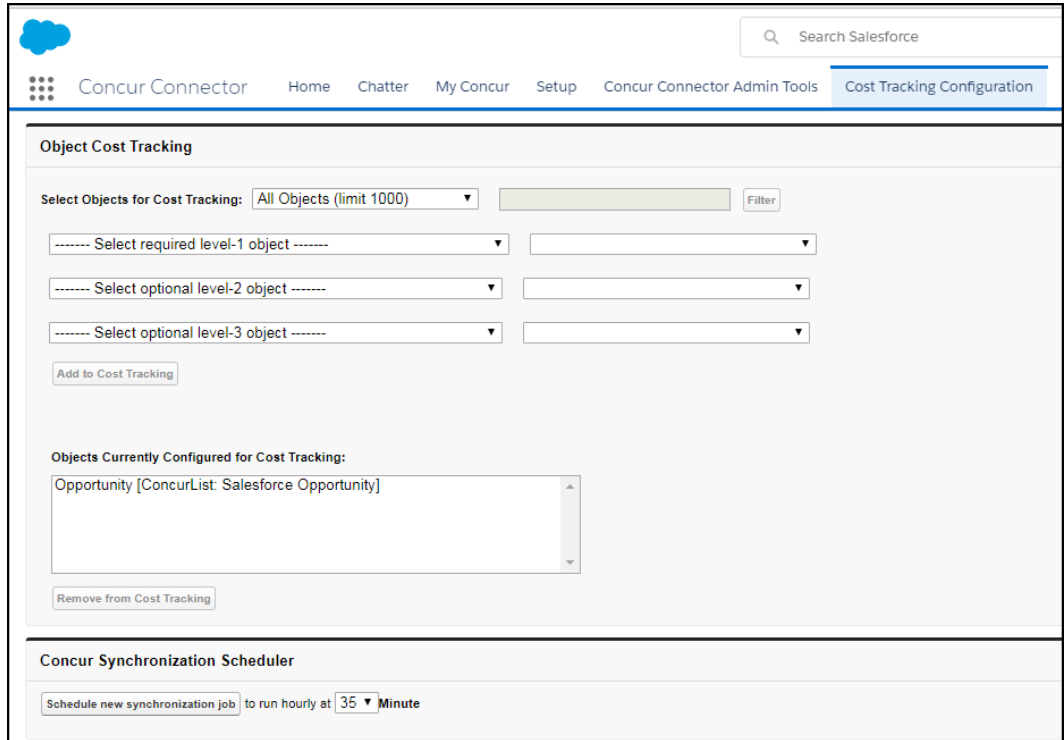 Search Salesforce
Concur Connector Home Chatter My Concur Setup Concur Connector Admin Tools Cost Tracking Configuration
Object Cost Tracking
Select Objects for Cost Tracking: All Objects (limit 1000) Filter
------- Select required level-1 object -------
------- Select optional level-2 object -------
------- Select optional level-3 object -------
Add to Cost Tracking
Objects Currently Configured for Cost Tracking:
Opportunity [ConcurList: Salesforce Opportunity]
Remove from Cost Tracking
Concur Synchronization Scheduler
Schedule new synchronization job to run hourly at 35 Minute